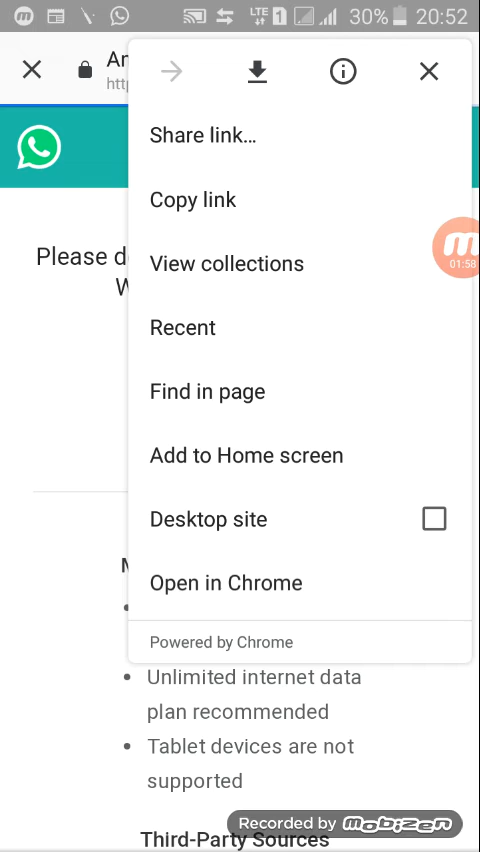 LTE 1 30% 20:52
An
http
Share link...
Copy link
View collections
Recent
Find in page
Add to Home screen
Desktop site
Open in Chrome
Powered by Chrome
Please d
01:58
Unlimited internet data
plan recommended
Tablet devices are not
supported
Third-Party Sources
Recorded by mobizen